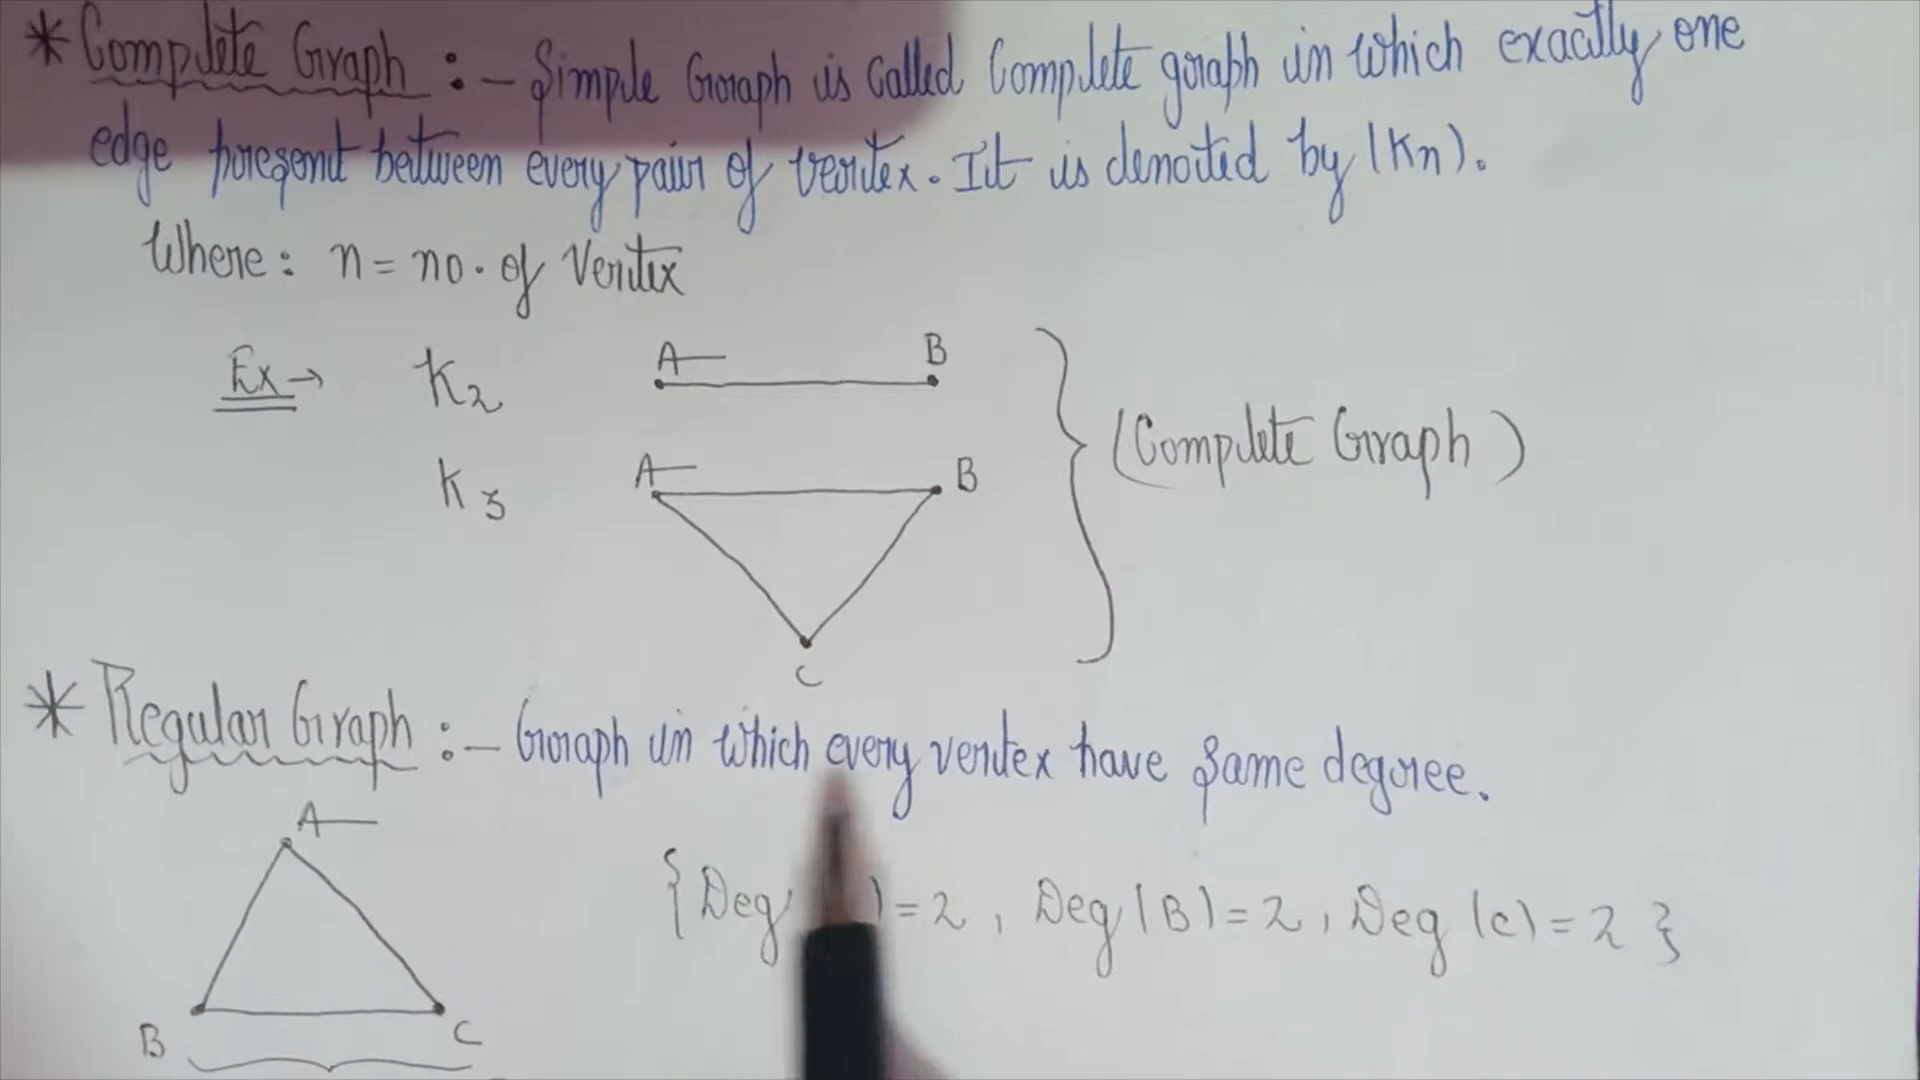 * Complete Graph :- Simple Graph is called Complete graph in which exactly one
edge present between every pair of vertex. It is denoted by (Kn).
Where: n = no. of Vertex
Ex → K2 A B
K3 A B
(Complete Graph)
C
* Regular Graph :- Graph in which every vertex have same degree.
A
{Deg ) = 2 , Deg (B) = 2 , Deg (C) = 2 }
B C